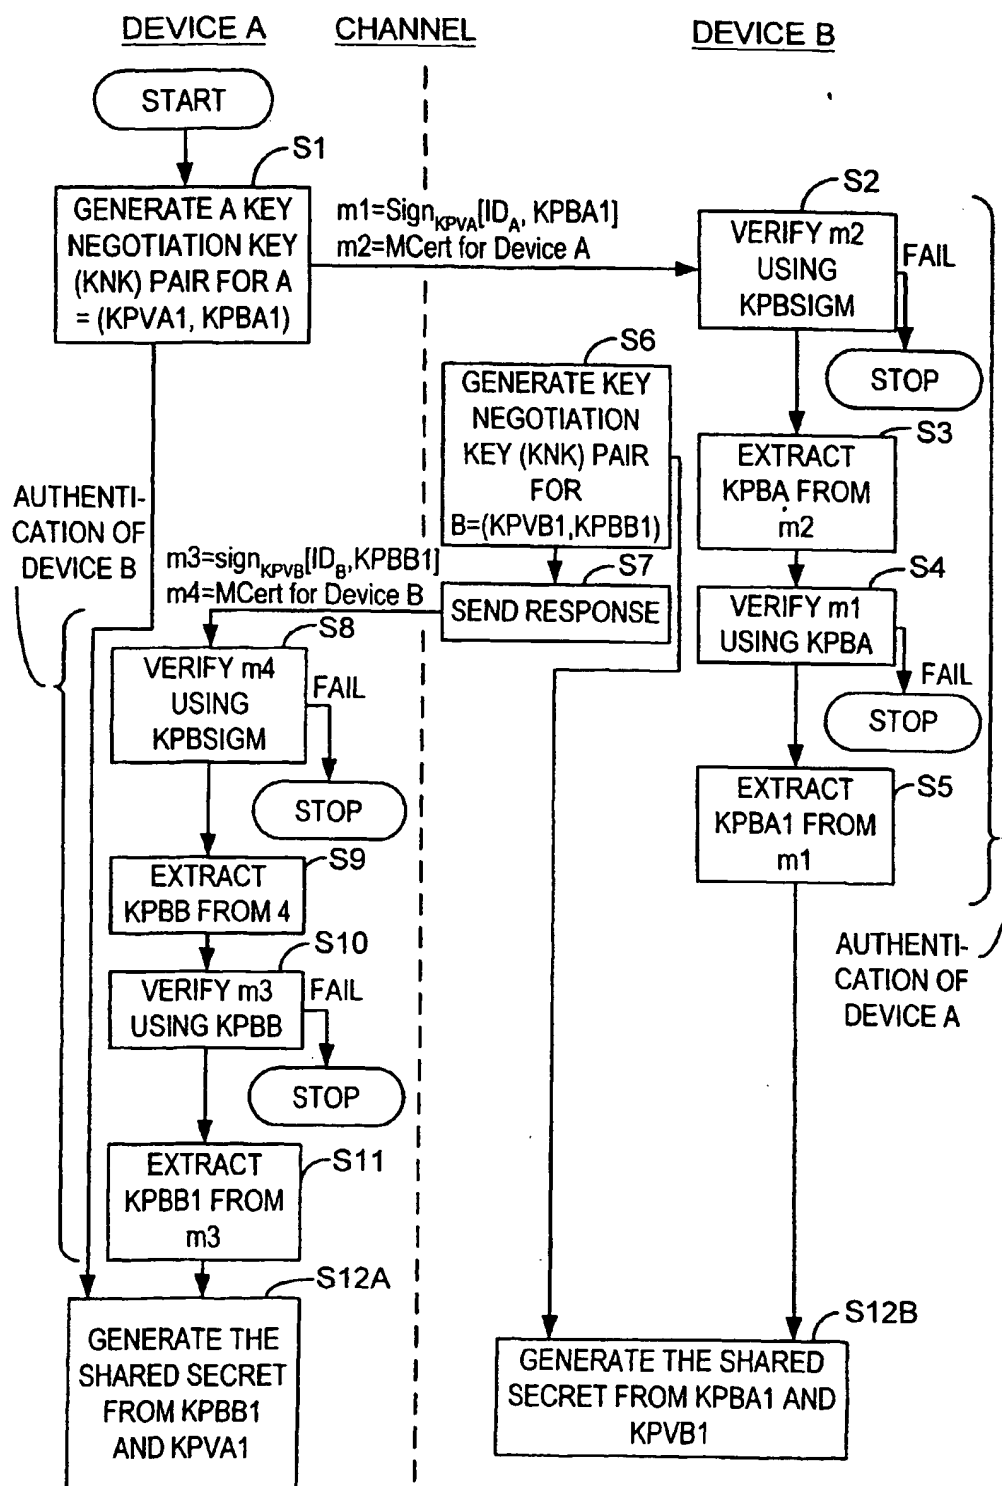 DEVICE A
CHANNEL
DEVICE B
START
S1
GENERATE A KEY
NEGOTIATION KEY
(KNK) PAIR FOR A
= (KPVA1, KPBA1)
m1=Sign_KPVA[ID_A, KPBA1]
m2=MCert for Device A
S2
VERIFY m2
USING
KPBSIGM
FAIL
STOP
S3
EXTRACT
KPBA FROM
m2
S4
VERIFY m1
USING KPBA
FAIL
STOP
S5
EXTRACT
KPBA1 FROM
m1
AUTHENTI-
CATION OF
DEVICE A
S6
GENERATE KEY
NEGOTIATION
KEY (KNK) PAIR
FOR
B=(KPVB1,KPBB1)
S7
SEND RESPONSE
m3=sign_KPVB[ID_B,KPBB1]
m4=MCert for Device B
AUTHENTI-
CATION OF
DEVICE B
S8
VERIFY m4
USING
KPBSIGM
FAIL
STOP
S9
EXTRACT
KPBB FROM 4
S10
VERIFY m3
USING KPBB
FAIL
STOP
S11
EXTRACT
KPBB1 FROM
m3
S12A
GENERATE THE
SHARED SECRET
FROM KPBB1
AND KPVA1
S12B
GENERATE THE SHARED
SECRET FROM KPBA1 AND
KPVB1